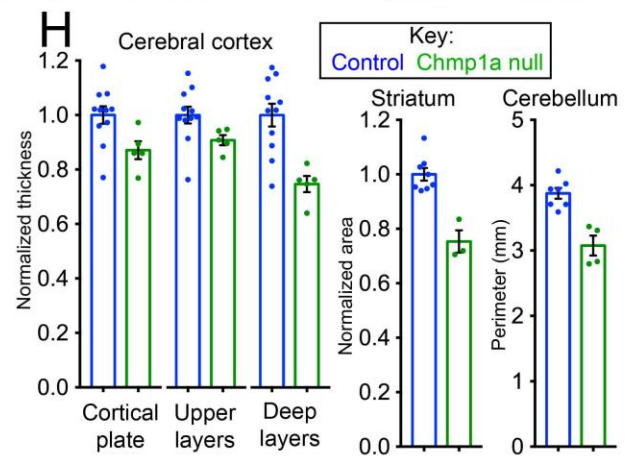 H
Cerebral cortex
Key:
Control Chmp1a null
Normalized thickness
1.2
1.0
0.8
0.6
0.4
0.2
0.0
Cortical plate
Upper layers
Deep layers
Striatum
Normalized area
1.2
1.0
0.8
0.6
0.4
0.2
0.0
Cerebellum
Perimeter (mm)
5
4
3
2
1
0